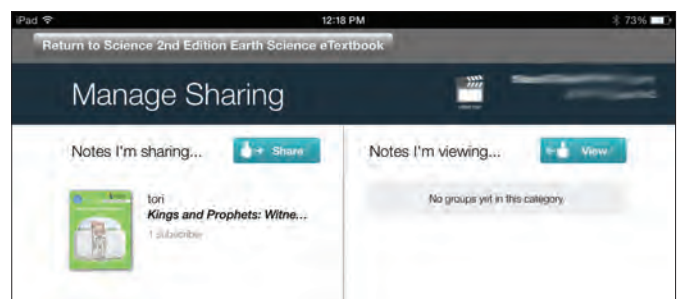 iPad 12:18 PM 73%
Return to Science 2nd Edition Earth Science eTextbook
Manage Sharing
Notes I'm sharing... Share
Notes I'm viewing... View
tori
Kings and Prophets: Witne...
1 subscriber
No groups yet in this category.